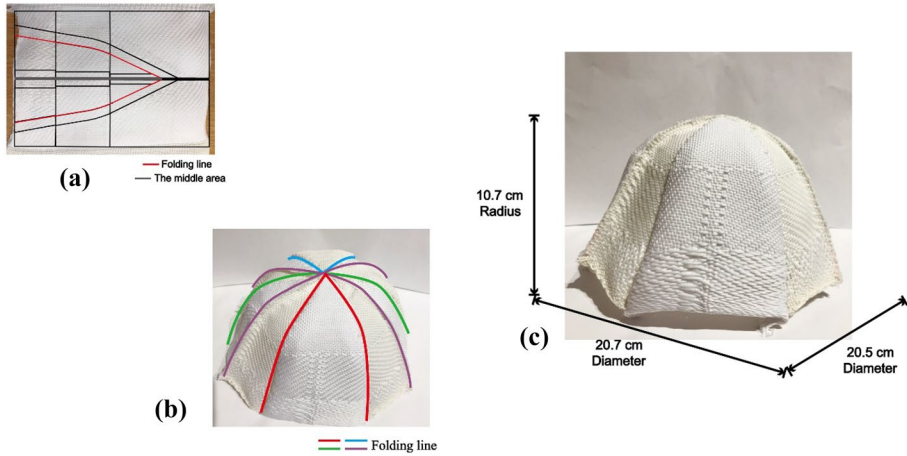 Folding line
The middle area
(a)
(b)
Folding line
10.7 cm
Radius
(c)
20.7 cm
Diameter
20.5 cm
Diameter